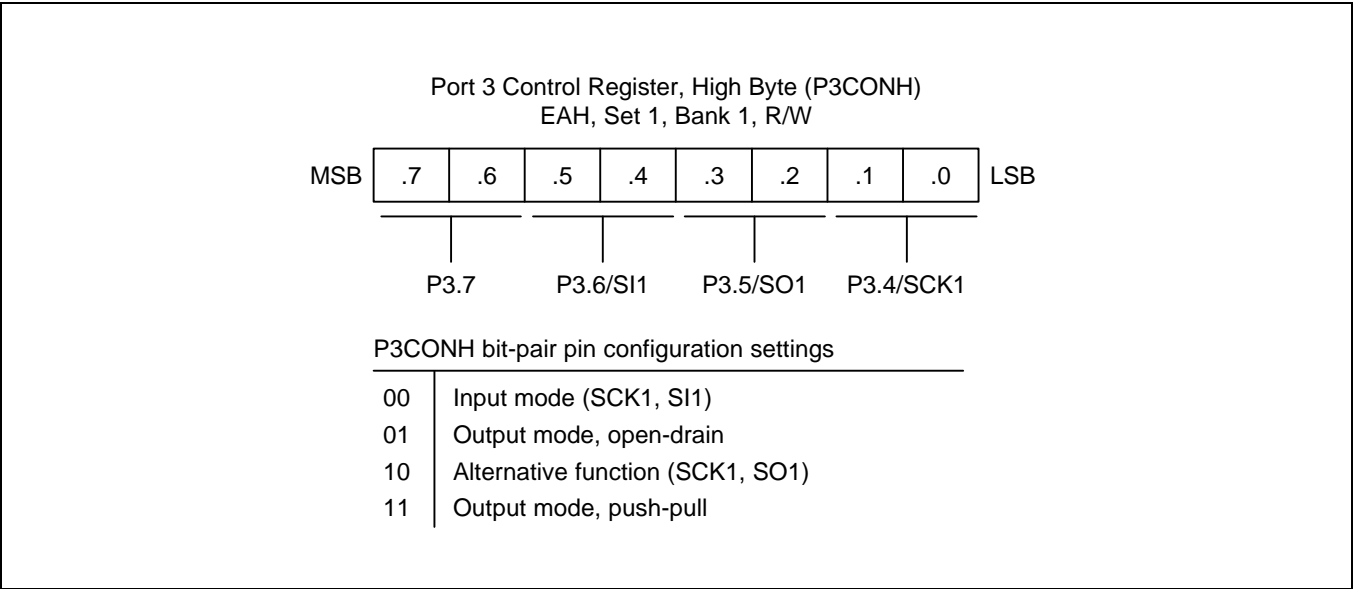 Port 3 Control Register, High Byte (P3CONH)
EAH, Set 1, Bank 1, R/W
MSB .7 .6 .5 .4 .3 .2 .1 .0 LSB
P3.7 P3.6/SI1 P3.5/SO1 P3.4/SCK1
P3CONH bit-pair pin configuration settings
00 Input mode (SCK1, SI1)
01 Output mode, open-drain
10 Alternative function (SCK1, SO1)
11 Output mode, push-pull